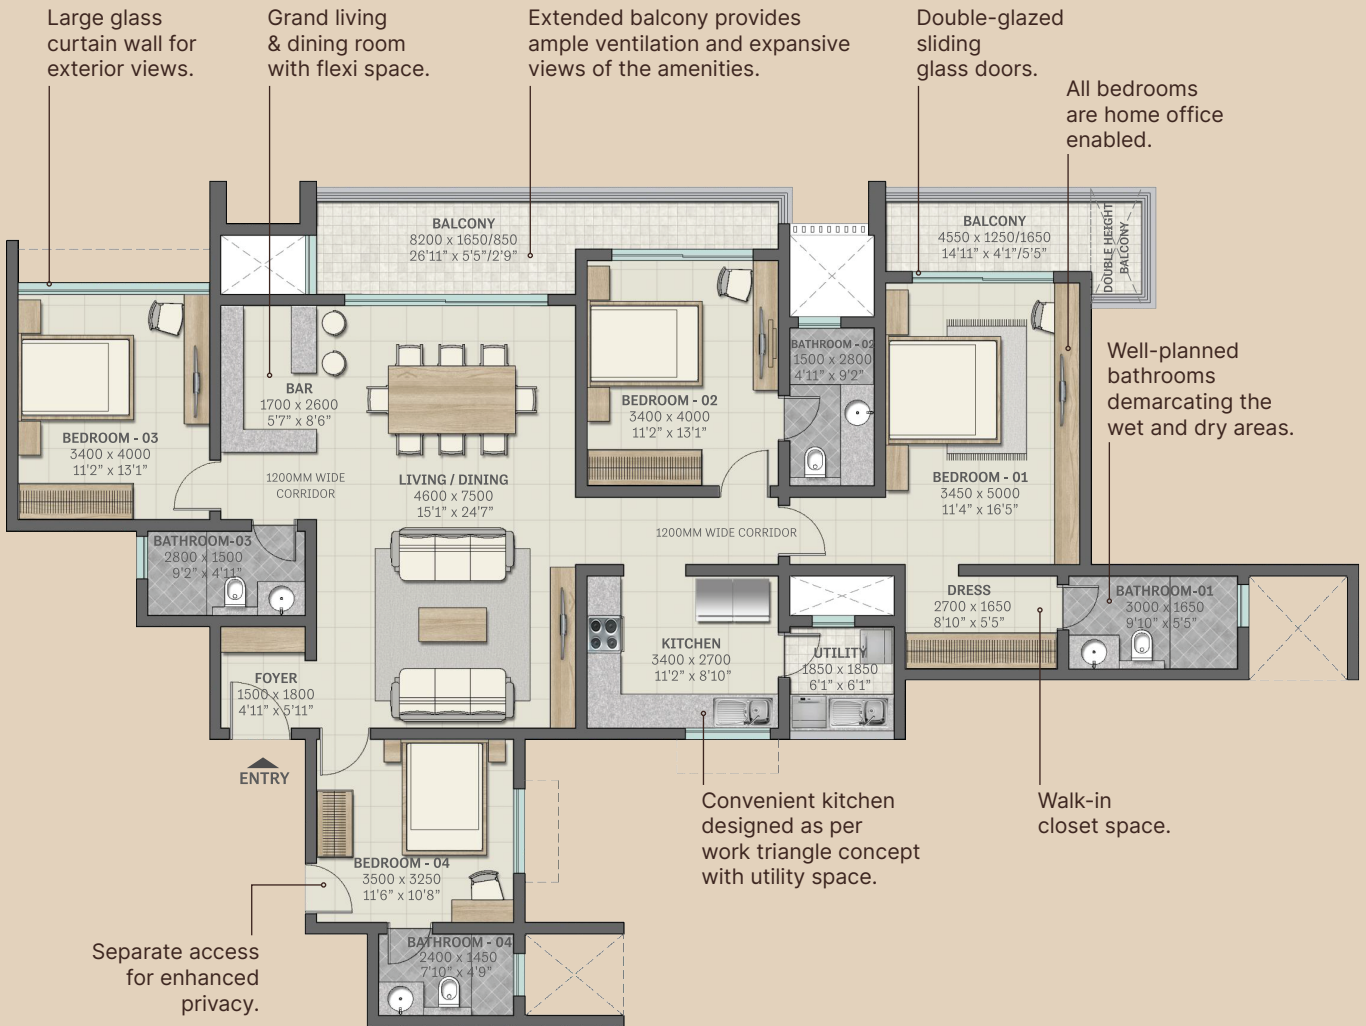 Large glass
curtain wall for
exterior views.
Grand living
& dining room
with flexi space.
Extended balcony provides
ample ventilation and expansive
views of the amenities.
Double-glazed
sliding
glass doors.
All bedrooms
are home office
enabled.
BALCONY
8200 x 1650/850
26'11" x 5'5"/2'9"
BALCONY
4550 x 1250/1650
14'11" x 4'1"/5'5"
DOUBLE HEIGHT
BALCONY
BEDROOM - 03
3400 x 4000
11'2" x 13'1"
BAR
1700 x 2600
5'7" x 8'6"
1200MM WIDE
CORRIDOR
LIVING / DINING
4600 x 7500
15'1" x 24'7"
BEDROOM - 02
3400 x 4000
11'2" x 13'1"
BATHROOM - 02
1500 x 2800
4'11" x 9'2"
BEDROOM - 01
3450 x 5000
11'4" x 16'5"
Well-planned
bathrooms
demarcating the
wet and dry areas.
1200MM WIDE CORRIDOR
BATHROOM-03
2800 x 1500
9'2" x 4'11"
FOYER
1500 x 1800
4'11" x 5'11"
ENTRY
KITCHEN
3400 x 2700
11'2" x 8'10"
UTILITY
1850 x 1850
6'1" x 6'1"
DRESS
2700 x 1650
8'10" x 5'5"
BATHROOM-01
3000 x 1650
9'10" x 5'5"
Convenient kitchen
designed as per
work triangle concept
with utility space.
Walk-in
closet space.
BEDROOM - 04
3500 x 3250
11'6" x 10'8"
Separate access
for enhanced
privacy.
BATHROOM - 04
2400 x 1450
7'10" x 4'9"